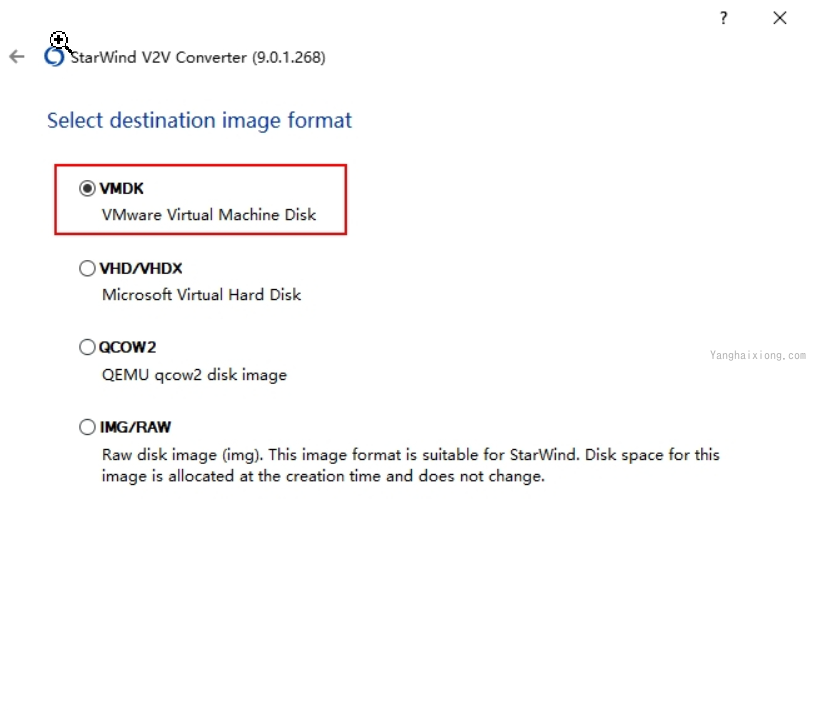 ?
StarWind V2V Converter (9.0.1.268)
Select destination image format
VMDK
VMware Virtual Machine Disk
VHD/VHDX
Microsoft Virtual Hard Disk
QCOW2
Yanghaixiong.com
QEMU qcow2 disk image
IMG/RAW
Raw disk image (img). This image format is suitable for StarWind. Disk space for this
image is allocated at the creation time and does not change.